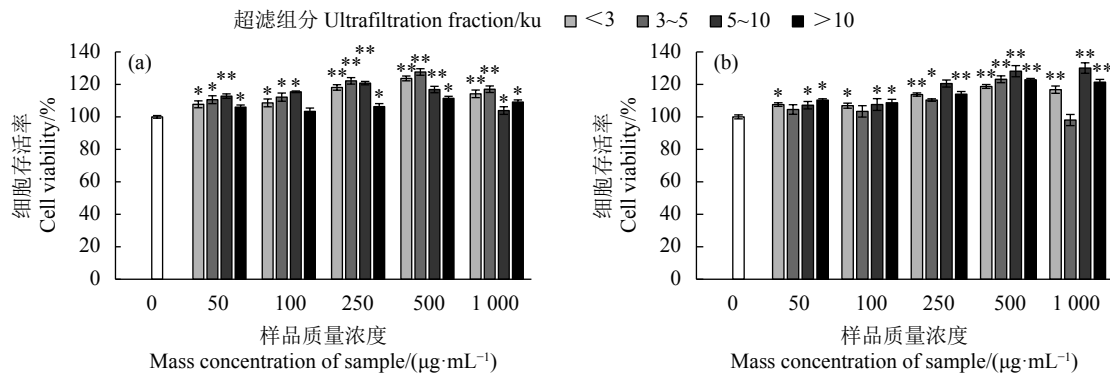 超滤组分 Ultrafiltration fraction/ku <3 3~5 5~10 >10
(a)
细胞存活率
Cell viability/%
140
120
100
80
60
40
20
0
* * ** *
* * *
** ** ** *
** ** ** *
** ** * *
0 50 100 250 500 1 000
样品质量浓度
Mass concentration of sample/(μg·mL⁻¹)
(b)
细胞存活率
Cell viability/%
140
120
100
80
60
40
20
0
* * *
* * *
** * ** **
** ** ** **
** ** **
0 50 100 250 500 1 000
样品质量浓度
Mass concentration of sample/(μg·mL⁻¹)